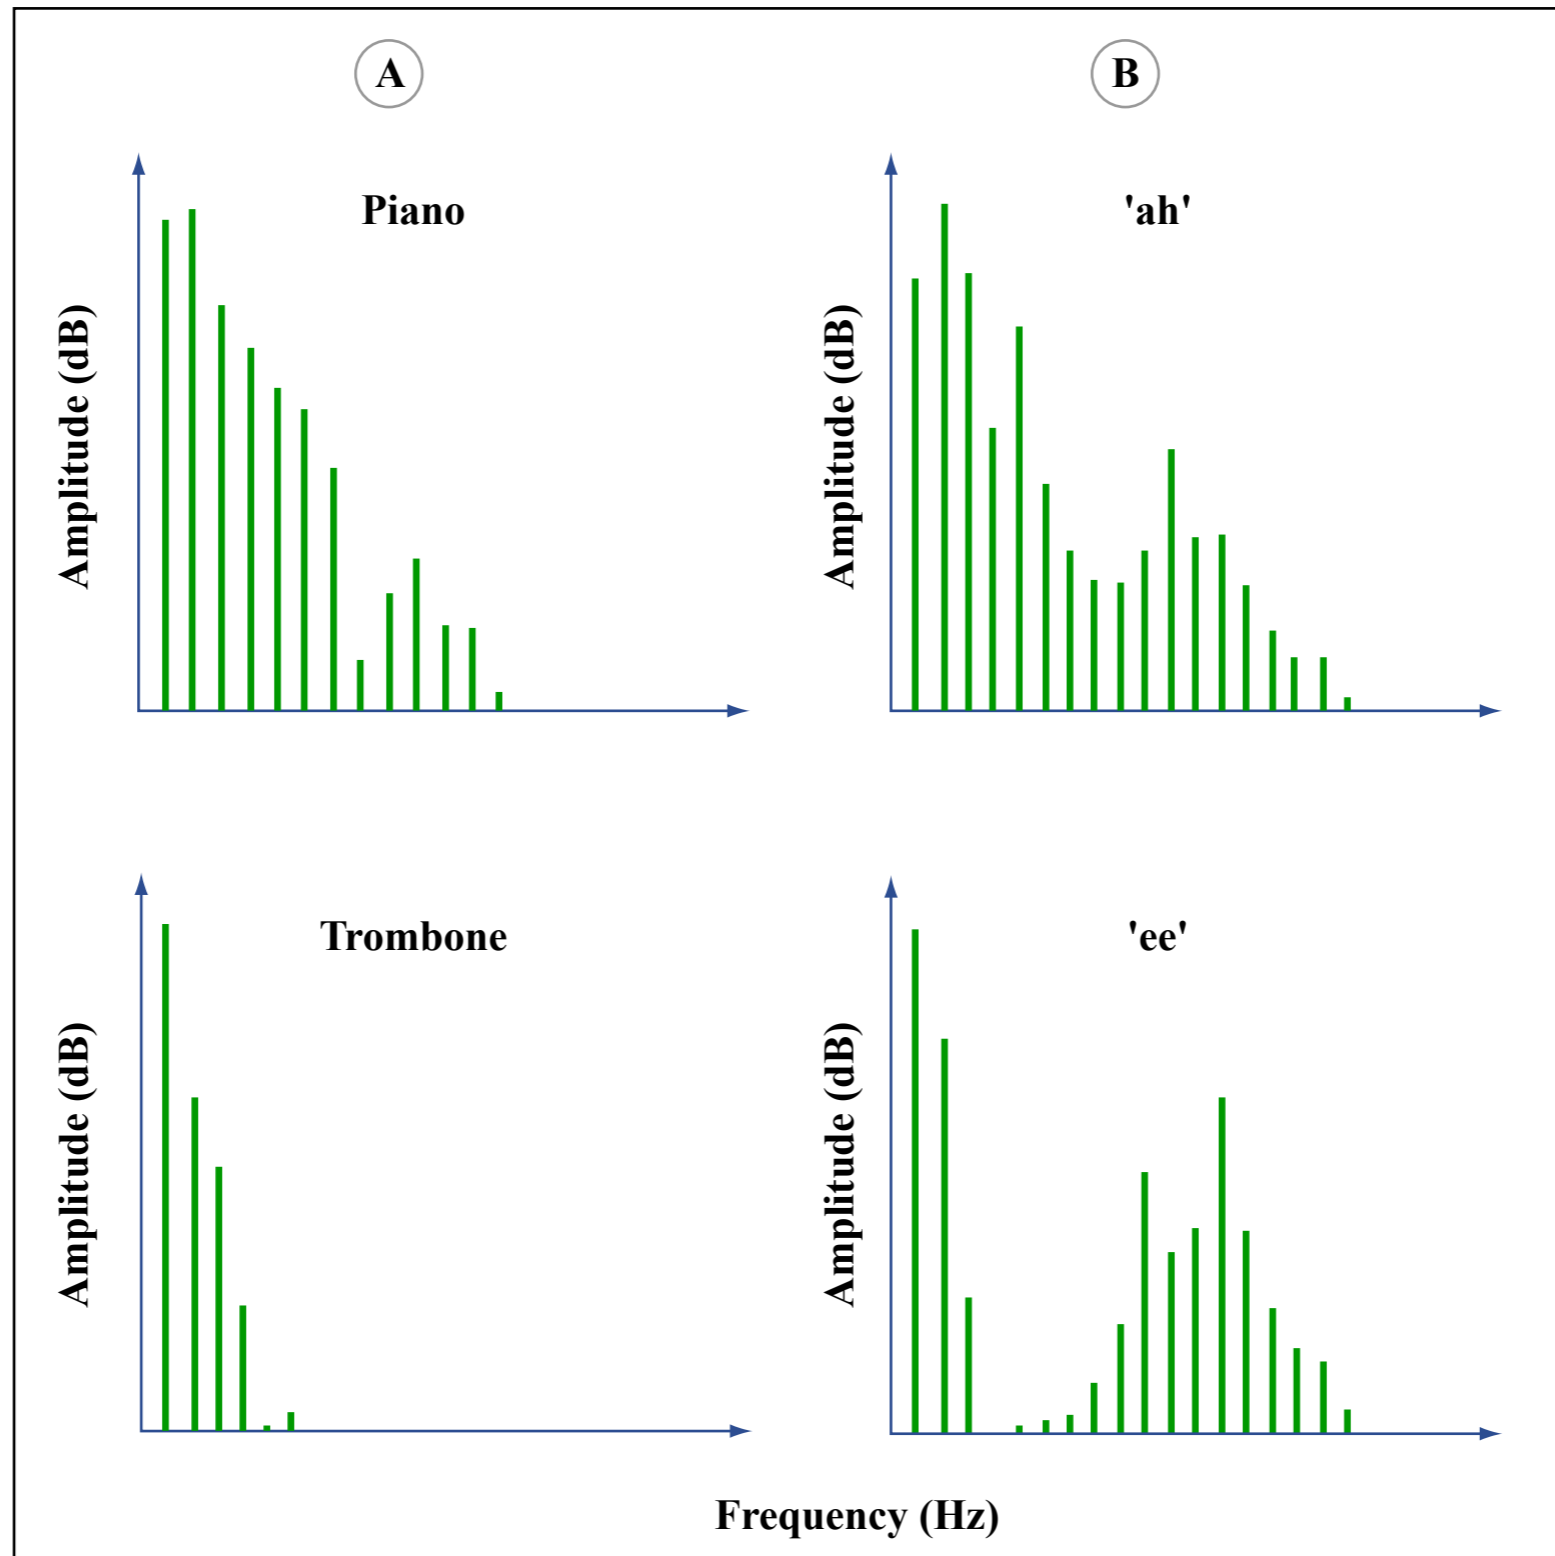 A
B
Piano
'ah'
Amplitude (dB)
Amplitude (dB)
Trombone
'ee'
Amplitude (dB)
Amplitude (dB)
Frequency (Hz)